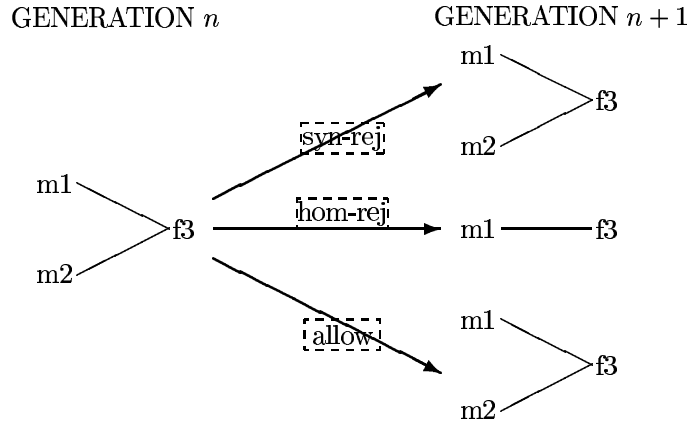 GENERATION n GENERATION n + 1
m1
f3
m2
syn-rej
m1
f3
m2
hom-rej
m1 f3
allow
m1
f3
m2